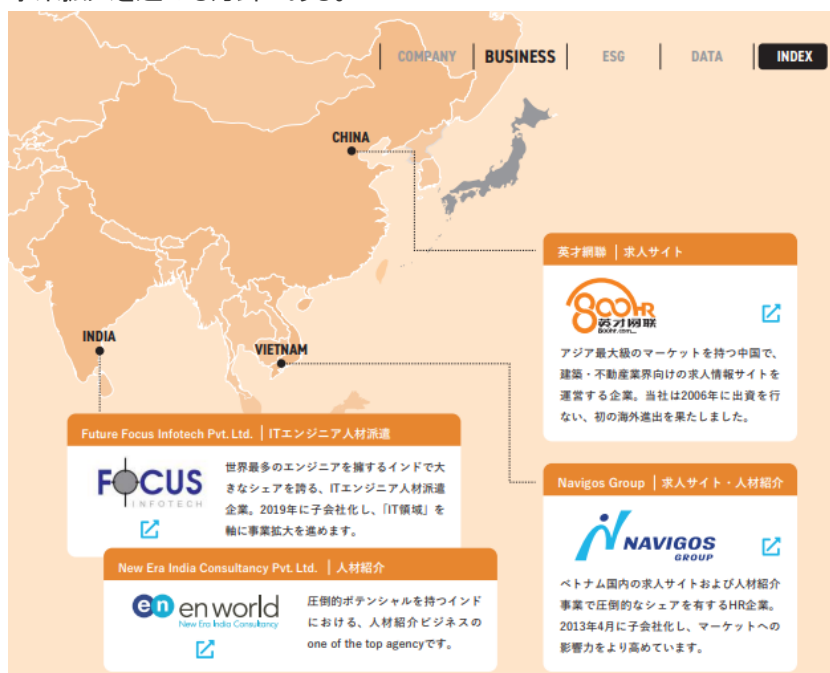 COMPANY BUSINESS ESG DATA INDEX
CHINA
INDIA
VIETNAM
英才網聯 | 求人サイト
800HR
英才网联
800hr.com
アジア最大級のマーケットを持つ中国で、
建築・不動産業界向けの求人情報サイトを
運営する企業。当社は2006年に出資を行
ない、初の海外進出を果たしました。
Future Focus Infotech Pvt. Ltd. | ITエンジニア人材派遣
FOCUS
INFOTECH
世界最多のエンジニアを擁するインドで大
きなシェアを誇る、ITエンジニア人材派遣
企業。2019年に子会社化し、「IT領域」を
軸に事業拡大を進めます。
New Era India Consultancy Pvt. Ltd. | 人材紹介
en en world
New Era India Consultancy
圧倒的ポテンシャルを持つインド
における、人材紹介ビジネスの
one of the top agencyです。
Navigos Group | 求人サイト・人材紹介
NAVIGOS
GROUP
ベトナム国内の求人サイトおよび人材紹介
事業で圧倒的なシェアを有するHR企業。
2013年4月に子会社化し、マーケットへの
影響力をより高めています。